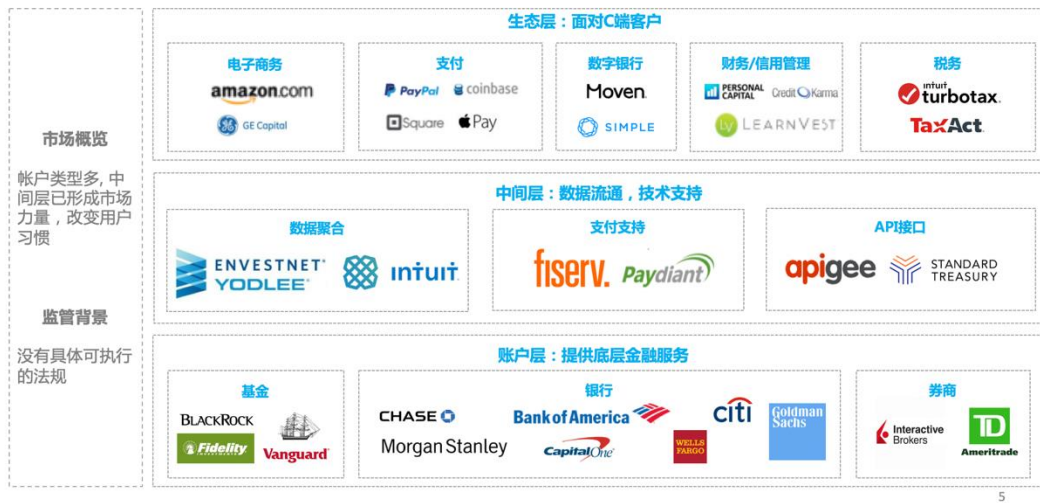 市场概览
帐户类型多, 中
间层已形成市场
力量，改变用户
习惯
监管背景
没有具体可执行
的法规
生态层：面对C端客户
电子商务
amazon.com
GE Capital
支付
PayPal coinbase
Square Pay
数字银行
Moven
SIMPLE
财务/信用管理
PERSONAL
CAPITAL
Credit Karma
LV LEARNVEST
税务
intuit
turbotax.
TaxAct
中间层：数据流通，技术支持
数据聚合
ENVESTNET®
YODLEE®
intuit
支付支持
fiserv. Paydiant
API接口
apigee
STANDARD
TREASURY
账户层：提供底层金融服务
基金
BLACKROCK
Fidelity
INVESTMENTS
Vanguard®
银行
CHASE
Bank of America
citi
Goldman
Sachs
Morgan Stanley
Capital One®
WELLS
FARGO
券商
Interactive
Brokers
TD
Ameritrade
5